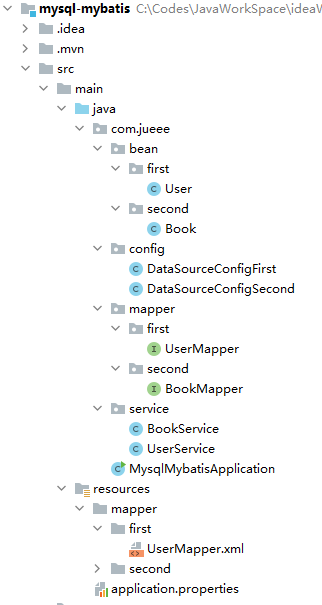 mysql-mybatis C:\Codes\JavaWorkSpace\ideaW
.idea
.mvn
src
main
java
com.jueee
bean
first
User
second
Book
config
DataSourceConfigFirst
DataSourceConfigSecond
mapper
first
UserMapper
second
BookMapper
service
BookService
UserService
MysqlMybatisApplication
resources
mapper
first
UserMapper.xml
second
application.properties